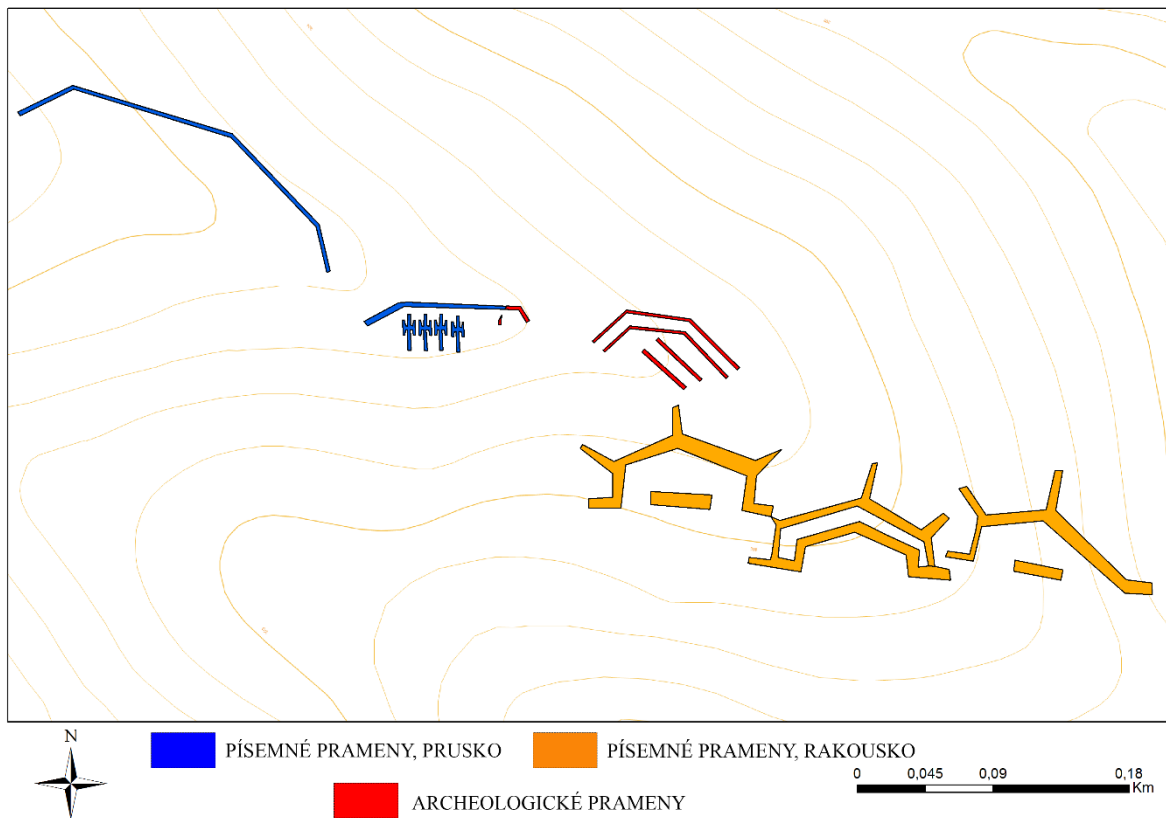 N
PÍSEMNÉ PRAMENY, PRUSKO
PÍSEMNÉ PRAMENY, RAKOUSKO
ARCHEOLOGICKÉ PRAMENY
0 0,045 0,09 0,18
Km